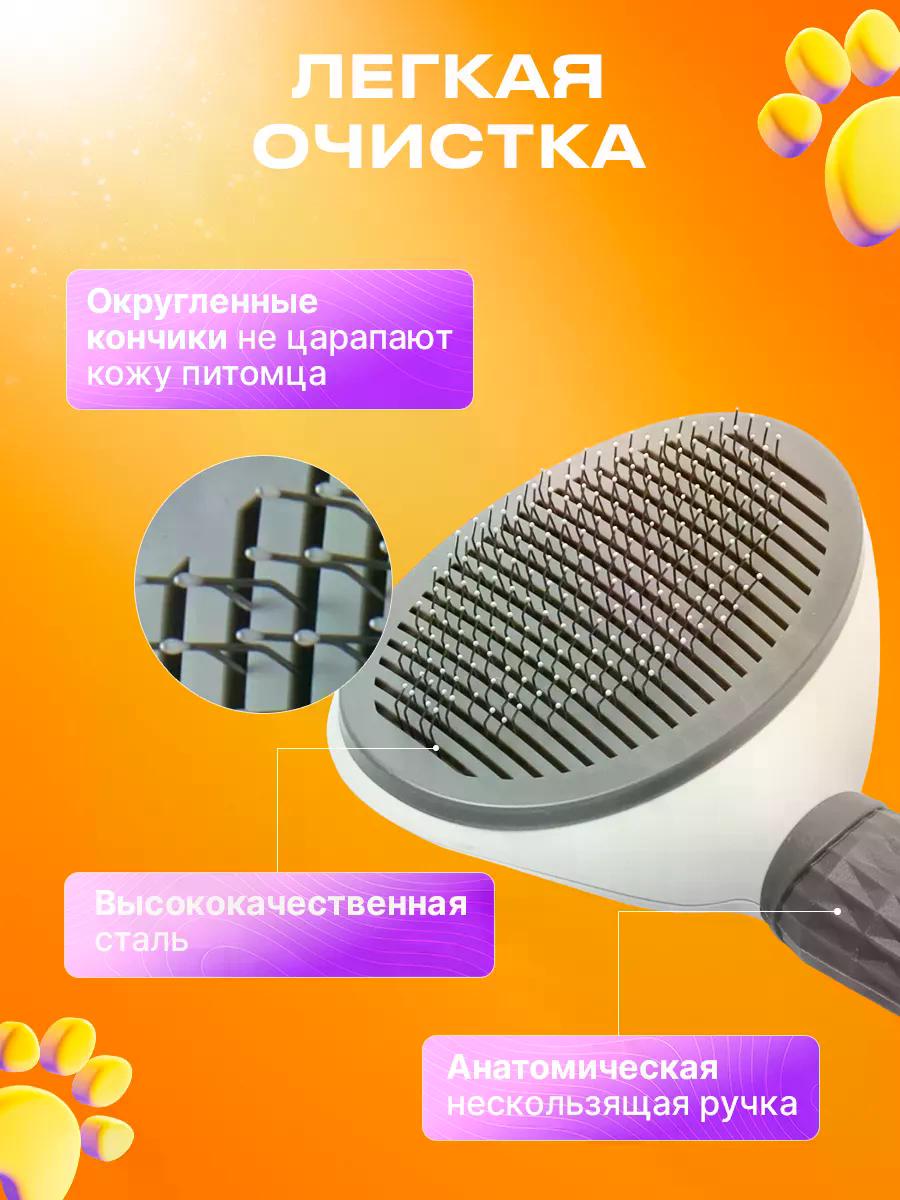 ЛЕГКАЯ
ОЧИСТКА
Округленные
кончики не царапают
кожу питомца
Высококачественная
сталь
Анатомическая
нескользящая ручка